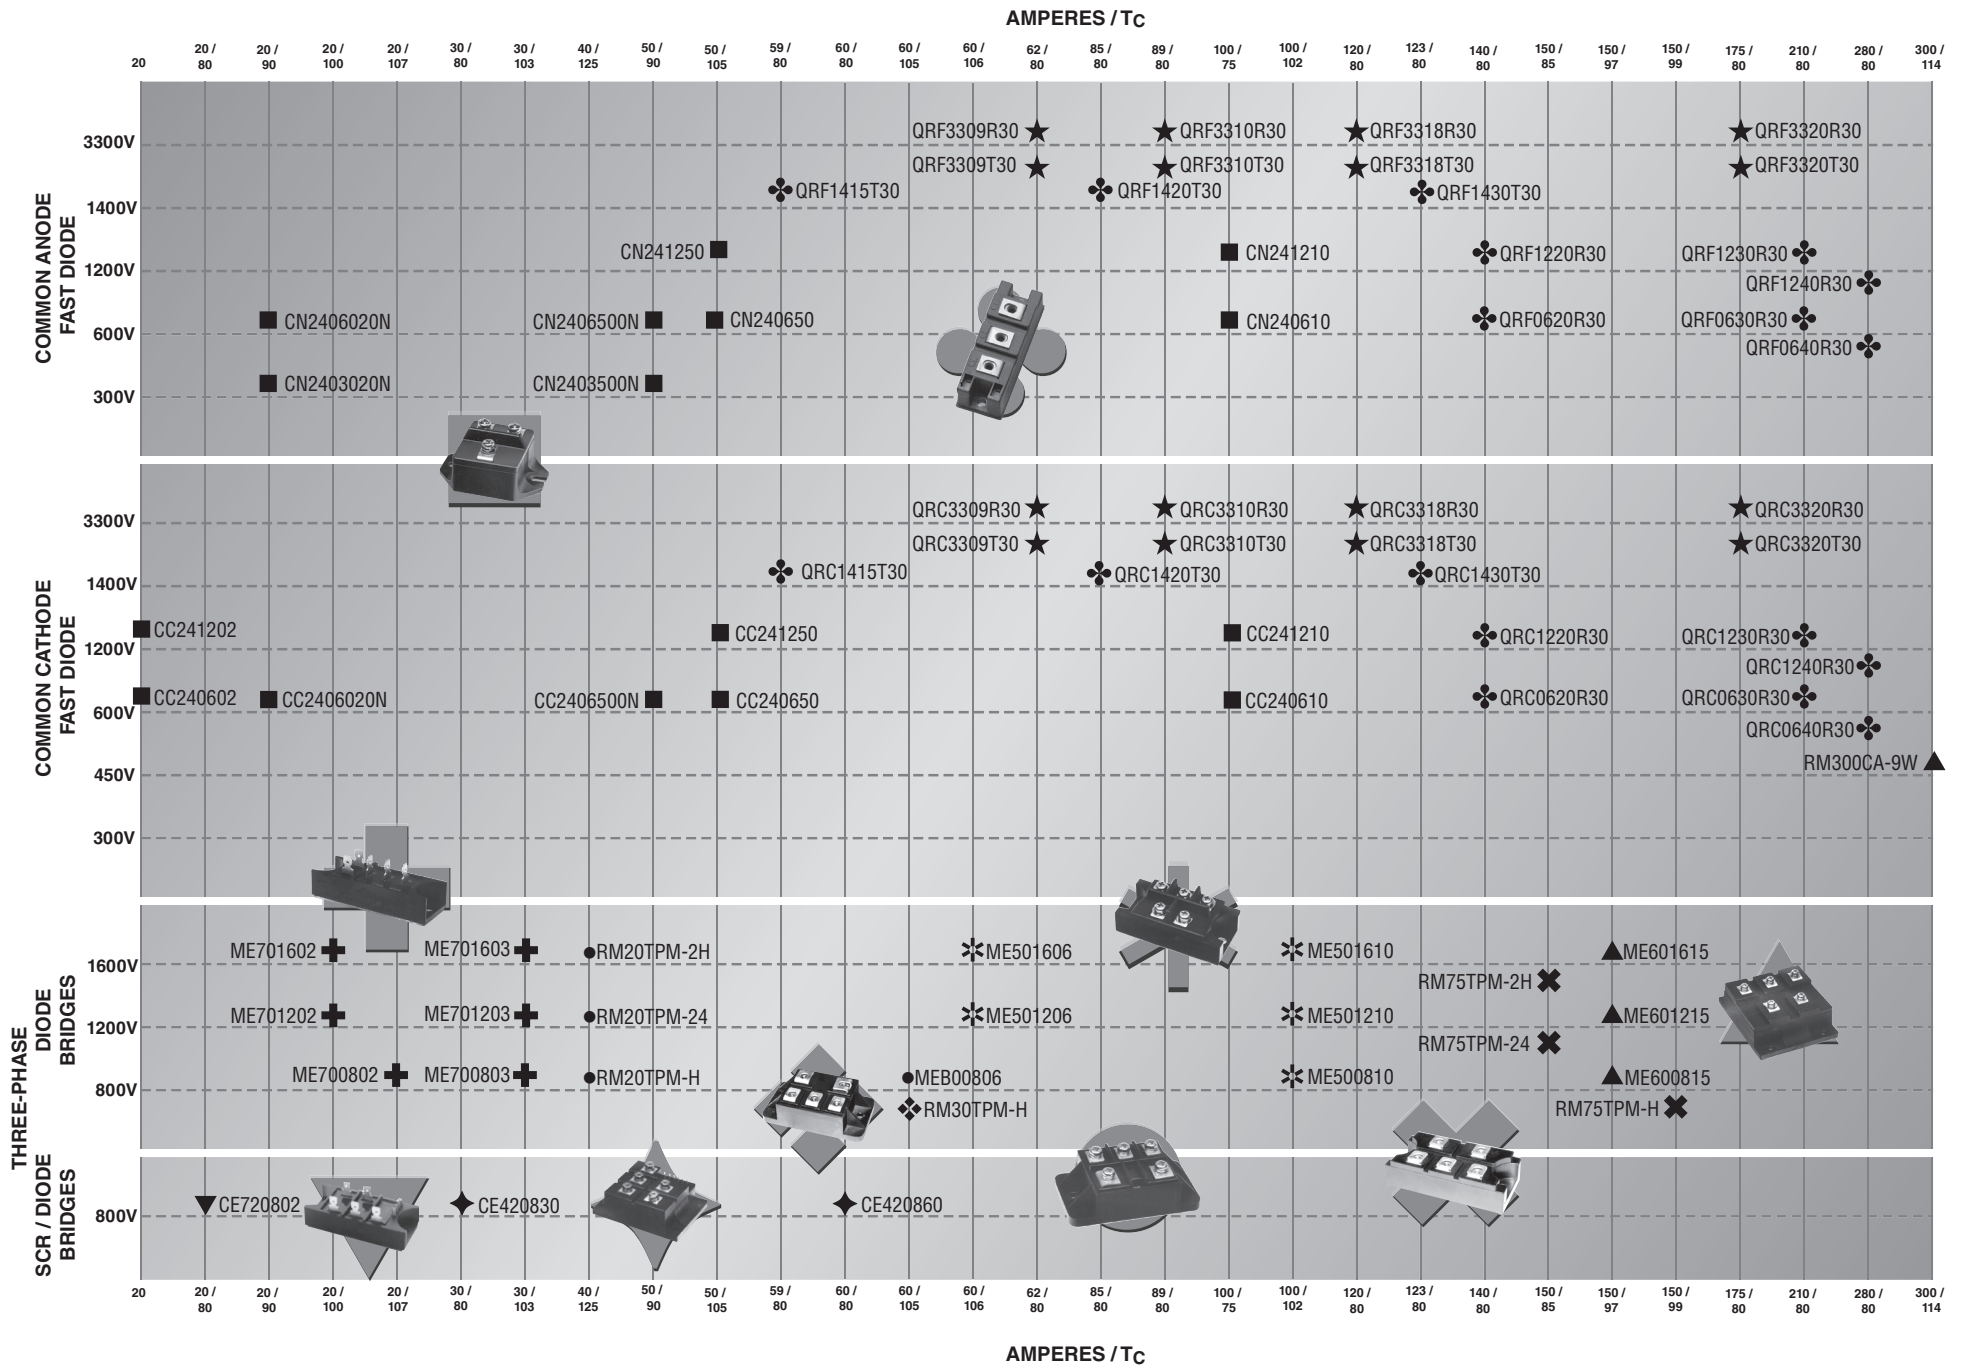 AMPERES / TC
20 20 / 80 20 / 90 20 / 100 20 / 107 30 / 80 30 / 103 40 / 125 50 / 90 50 / 105 59 / 80 60 / 80 60 / 105 60 / 106 62 / 80 85 / 80 89 / 80 100 / 75 100 / 102 120 / 80 123 / 80 140 / 80 150 / 85 150 / 97 150 / 99 175 / 80 210 / 80 280 / 80 300 / 114
COMMON ANODE
FAST DIODE
QRF3309R30 QRF3310R30 QRF3318R30 QRF3320R30
3300V
QRF3309T30 QRF3310T30 QRF3318T30 QRF3320T30
QRF1415T30 QRF1420T30 QRF1430T30
1400V
CN241250 CN241210 QRF1220R30 QRF1230R30
1200V
QRF1240R30
CN2406020N CN2406500N CN240650 CN240610 QRF0620R30 QRF0630R30
600V
QRF0640R30
CN2403020N CN2403500N
300V
COMMON CATHODE
FAST DIODE
QRC3309R30 QRC3310R30 QRC3318R30 QRC3320R30
3300V
QRC3309T30 QRC3310T30 QRC3318T30 QRC3320T30
QRC1415T30 QRC1420T30 QRC1430T30
1400V
CC241202 CC241250 CC241210 QRC1220R30 QRC1230R30
1200V
QRC1240R30
CC240602 CC2406020N CC2406500N CC240650 CC240610 QRC0620R30 QRC0630R30
600V
QRC0640R30
RM300CA-9W
450V
300V
THREE-PHASE
DIODE
BRIDGES
ME701602 ME701603 RM20TPM-2H ME501606 ME501610 ME601615
1600V
RM75TPM-2H
ME701202 ME701203 RM20TPM-24 ME501206 ME501210 ME601215
1200V
RM75TPM-24
ME700802 ME700803 RM20TPM-H MEB00806 ME500810 ME600815
800V
RM30TPM-H RM75TPM-H
SCR / DIODE
BRIDGES
CE720802 CE420830 CE420860
800V
20 20 / 80 20 / 90 20 / 100 20 / 107 30 / 80 30 / 103 40 / 125 50 / 90 50 / 105 59 / 80 60 / 80 60 / 105 60 / 106 62 / 80 85 / 80 89 / 80 100 / 75 100 / 102 120 / 80 123 / 80 140 / 80 150 / 85 150 / 97 150 / 99 175 / 80 210 / 80 280 / 80 300 / 114
AMPERES / TC